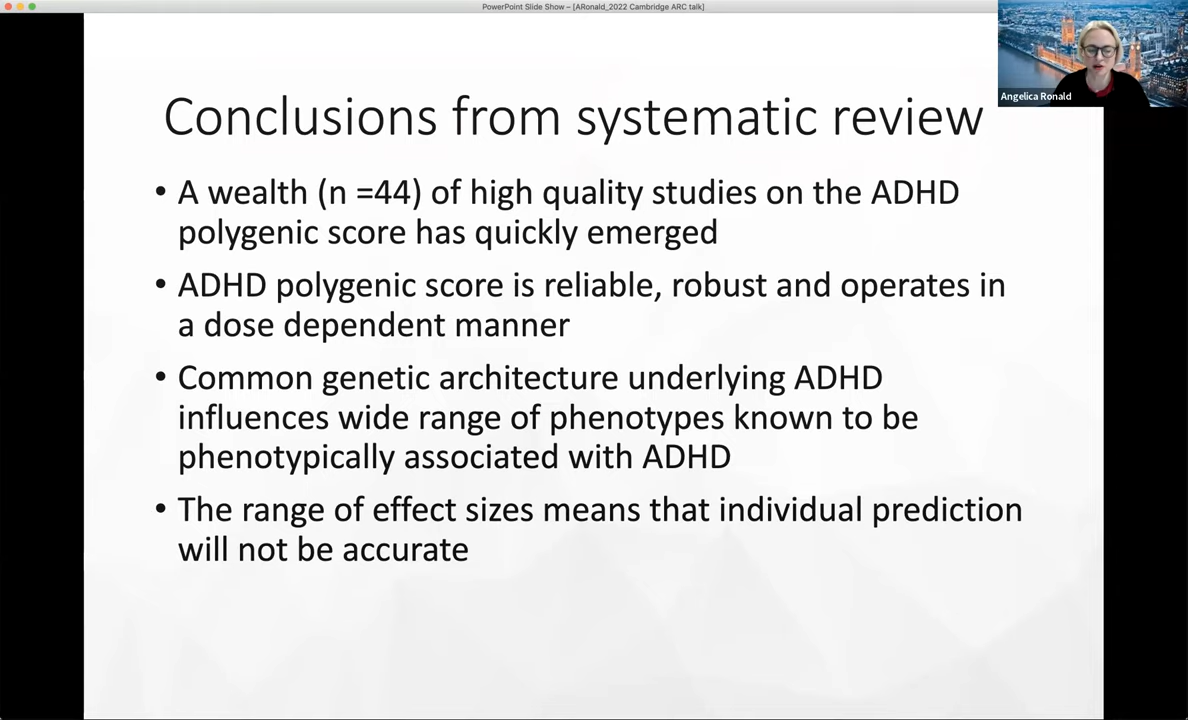 PowerPoint Slide Show – [ARonald_2022 Cambridge ARC talk]
Angelica Ronald
Conclusions from systematic review
• A wealth (n =44) of high quality studies on the ADHD
polygenic score has quickly emerged
• ADHD polygenic score is reliable, robust and operates in
a dose dependent manner
• Common genetic architecture underlying ADHD
influences wide range of phenotypes known to be
phenotypically associated with ADHD
• The range of effect sizes means that individual prediction
will not be accurate